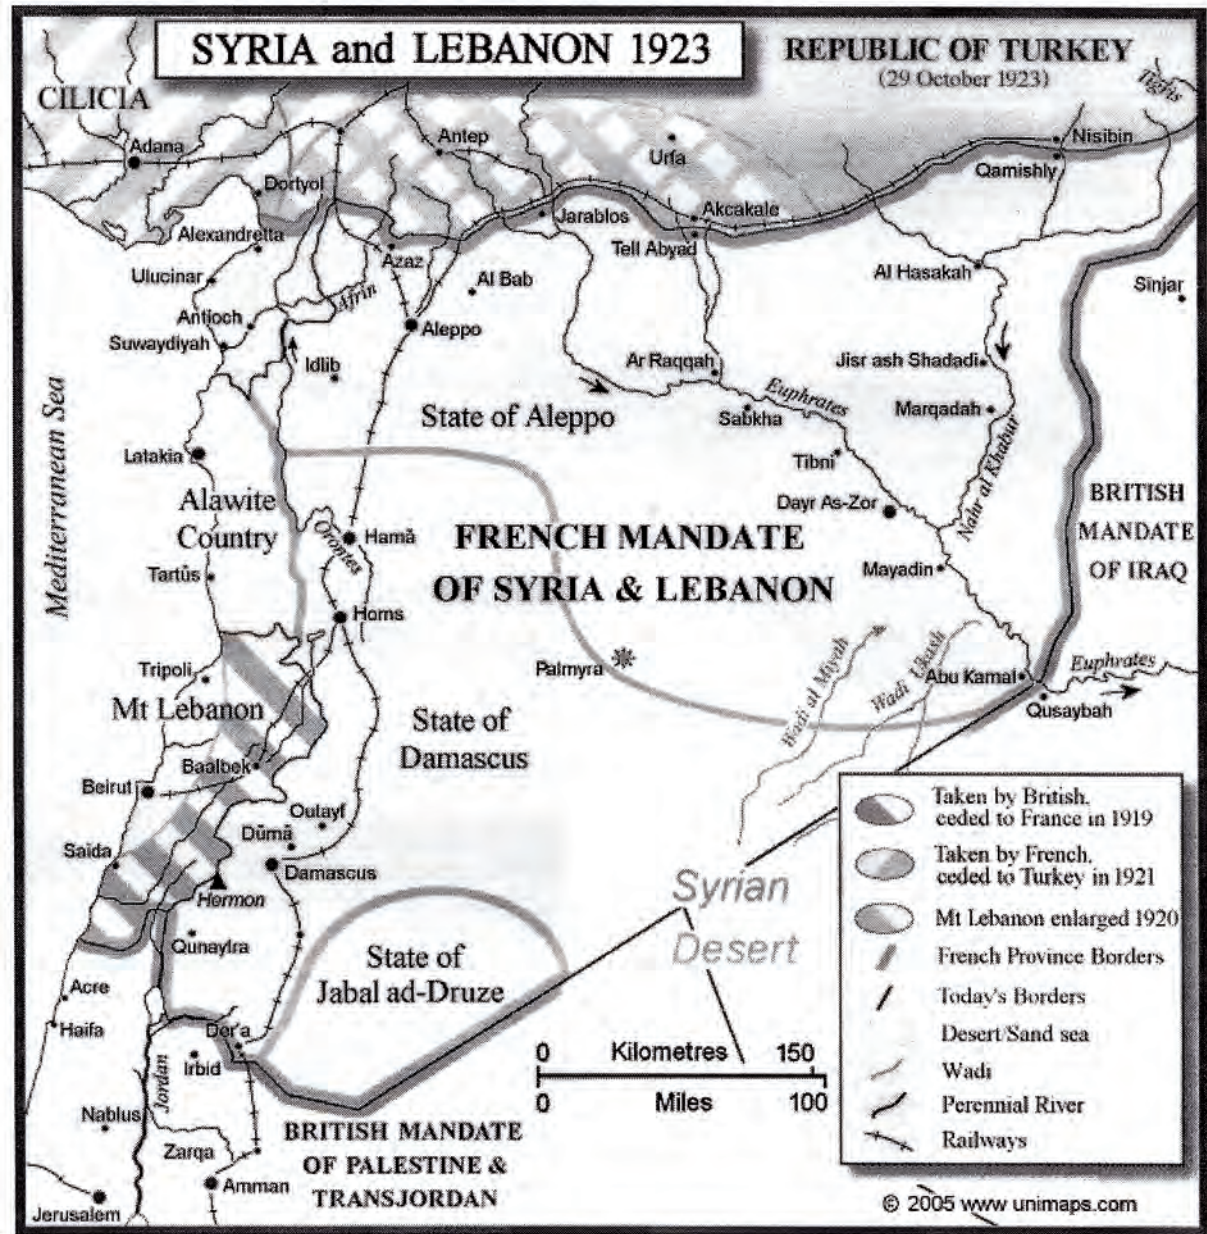 SYRIA and LEBANON 1923
REPUBLIC OF TURKEY
(29 October 1923)
Tigris
CILICIA
Adana
Antep
Urfa
Nisibin
Qamishly
Dortyol
Jarablos
Akcakale
Alexandretta
Azaz
Tell Abyad
Al Hasakah
Ulucinar
Afrin
Al Bab
Sinjar
Antioch
Aleppo
Suwaydiyah
Idlib
Ar Raqqah
Jisr ash Shadadi
Mediterranean Sea
State of Aleppo
Euphrates
Sabkha
Marqadah
Latakia
Tibni
Nahr al Khabur
Alawite
Country
Dayr As-Zor
BRITISH
MANDATE
OF IRAQ
Orontes
Hamā
FRENCH MANDATE
OF SYRIA & LEBANON
Tartūs
Mayadin
Homs
Tripoli
Palmyra
Wadi al Miyah
Wadi Ukash
Abu Kamal
Euphrates
Qusaybah
Mt Lebanon
State of
Damascus
Baalbek
Beirut
Outayf
Dūmā
Saida
Damascus
Hermon
Syrian
Desert
Qunayira
State of
Jabal ad-Druze
Acre
Haifa
Der'a
Irbid
Jordan
Nablus
Zarqa
Amman
Jerusalem
BRITISH MANDATE
OF PALESTINE &
TRANSJORDAN
0 Kilometres 150
0 Miles 100
Taken by British,
ceded to France in 1919
Taken by French,
ceded to Turkey in 1921
Mt Lebanon enlarged 1920
French Province Borders
Today's Borders
Desert/Sand sea
Wadi
Perennial River
Railways
© 2005 www unimaps.com